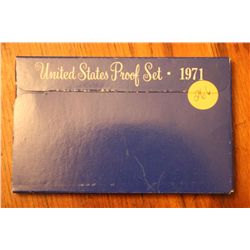 United States Proof Set · 1971